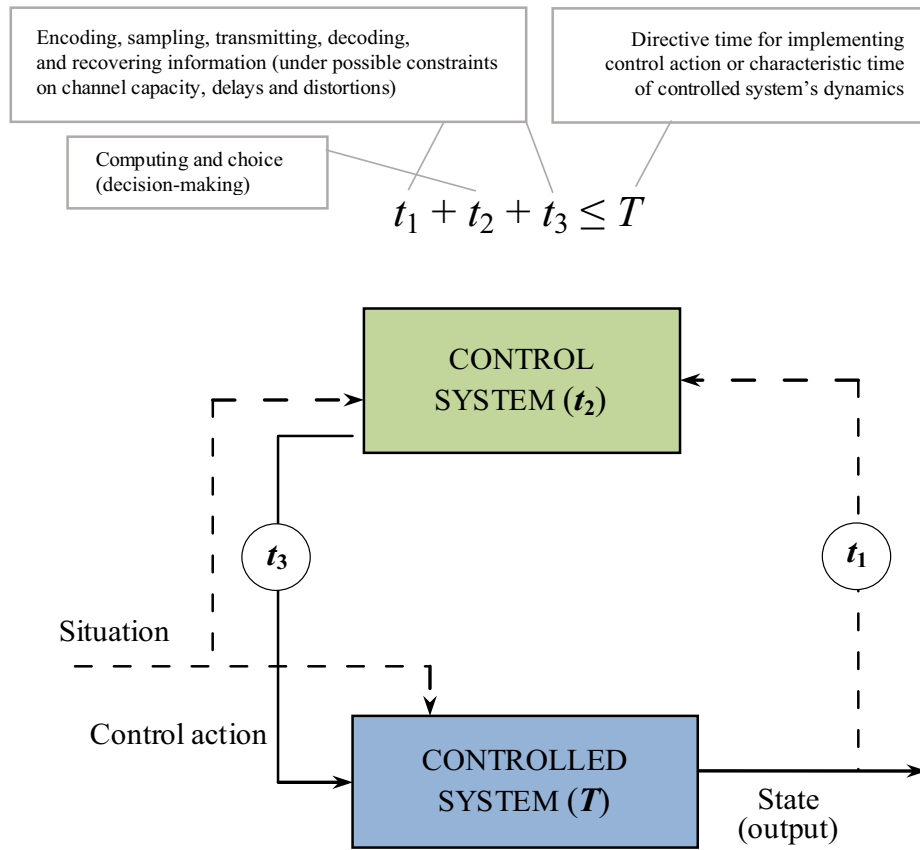 Encoding, sampling, transmitting, decoding,
and recovering information (under possible constraints
on channel capacity, delays and distortions)
Directive time for implementing
control action or characteristic time
of controlled system’s dynamics
Computing and choice
(decision-making)
t₁ + t₂ + t₃ ≤ T
CONTROL
SYSTEM (t₂)
t₃
t₁
Situation
Control action
CONTROLLED
SYSTEM (T)
State
(output)